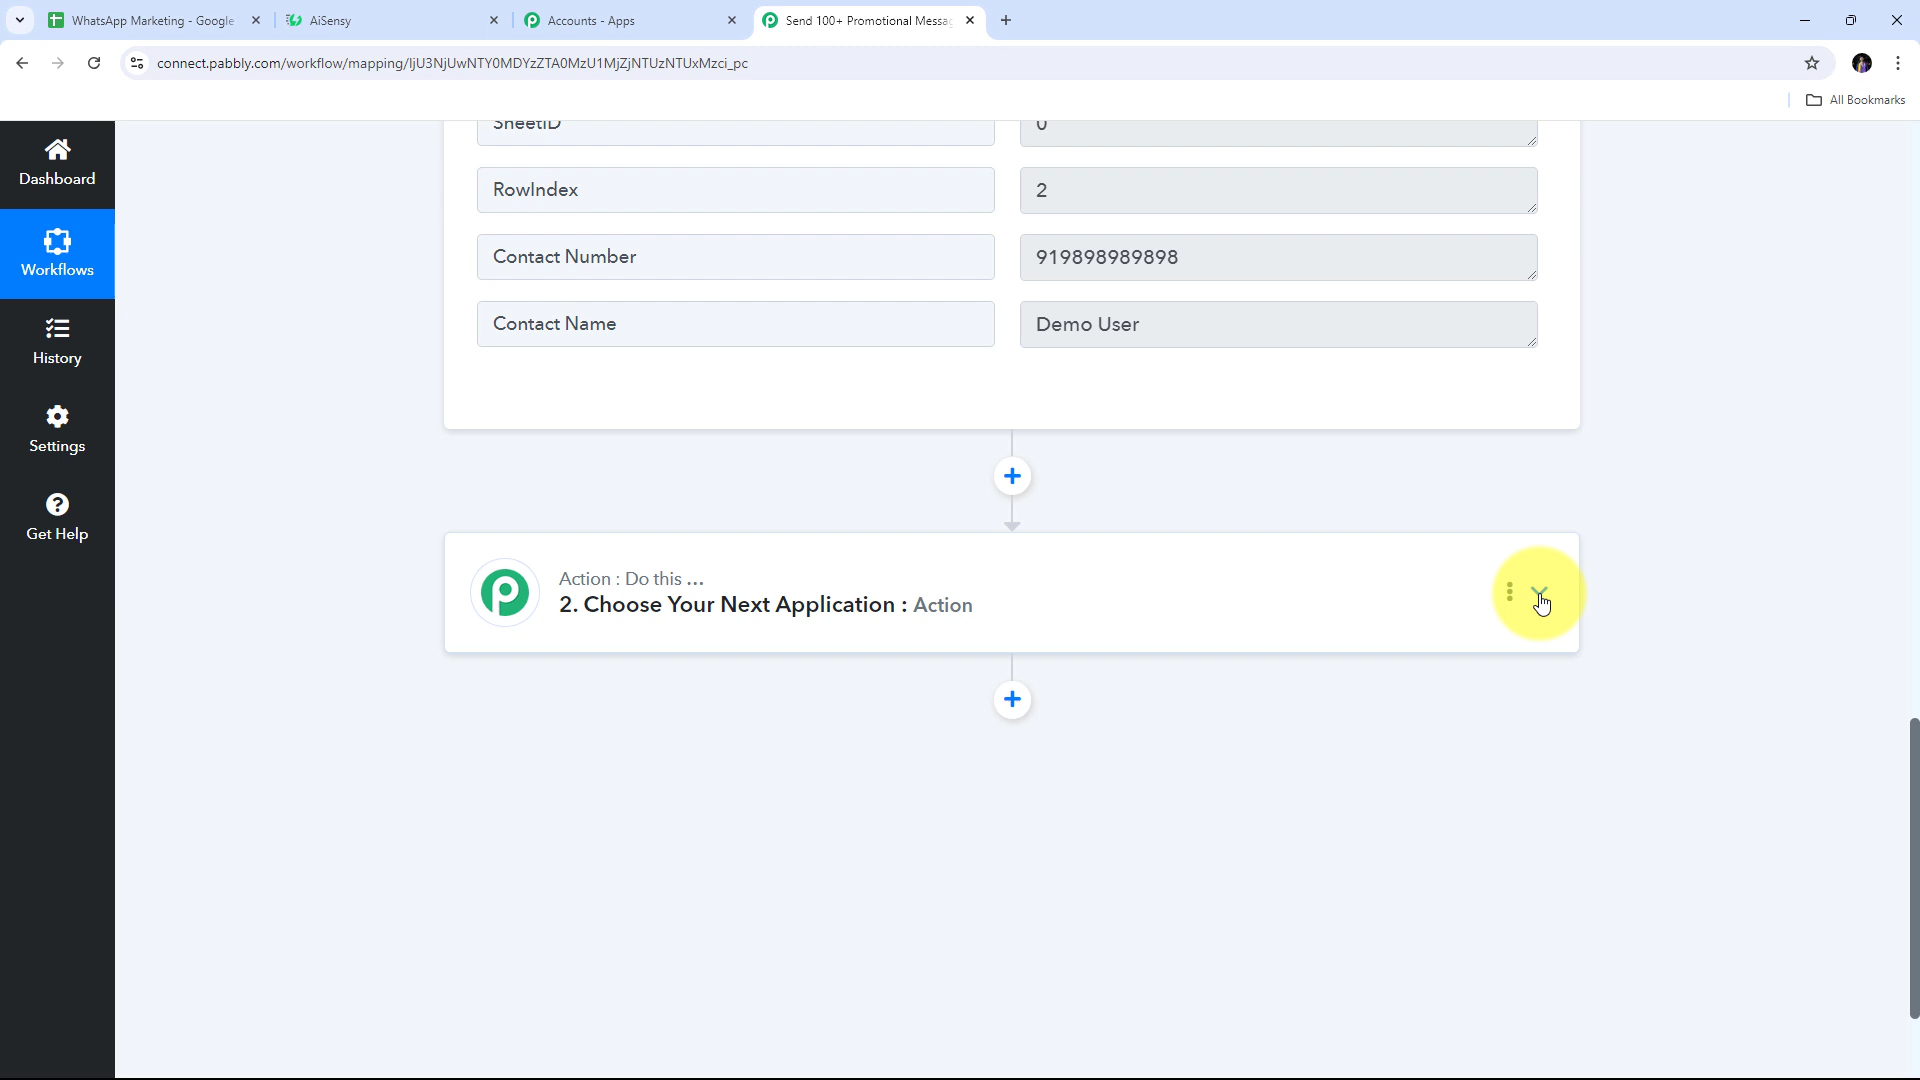 WhatsApp Marketing - Google
AiSensy
Accounts - Apps
Send 100+ Promotional Messag
connect.pabbly.com/workflow/mapping/IjU3NjUwNTY0MDYzZTA0MzU1MjZjNTUzNTUxMzci_pc
All Bookmarks
Dashboard
Workflows
History
Settings
Get Help
SheetID
0
RowIndex
2
Contact Number
919898989898
Contact Name
Demo User
Action : Do this ...
2. Choose Your Next Application : Action